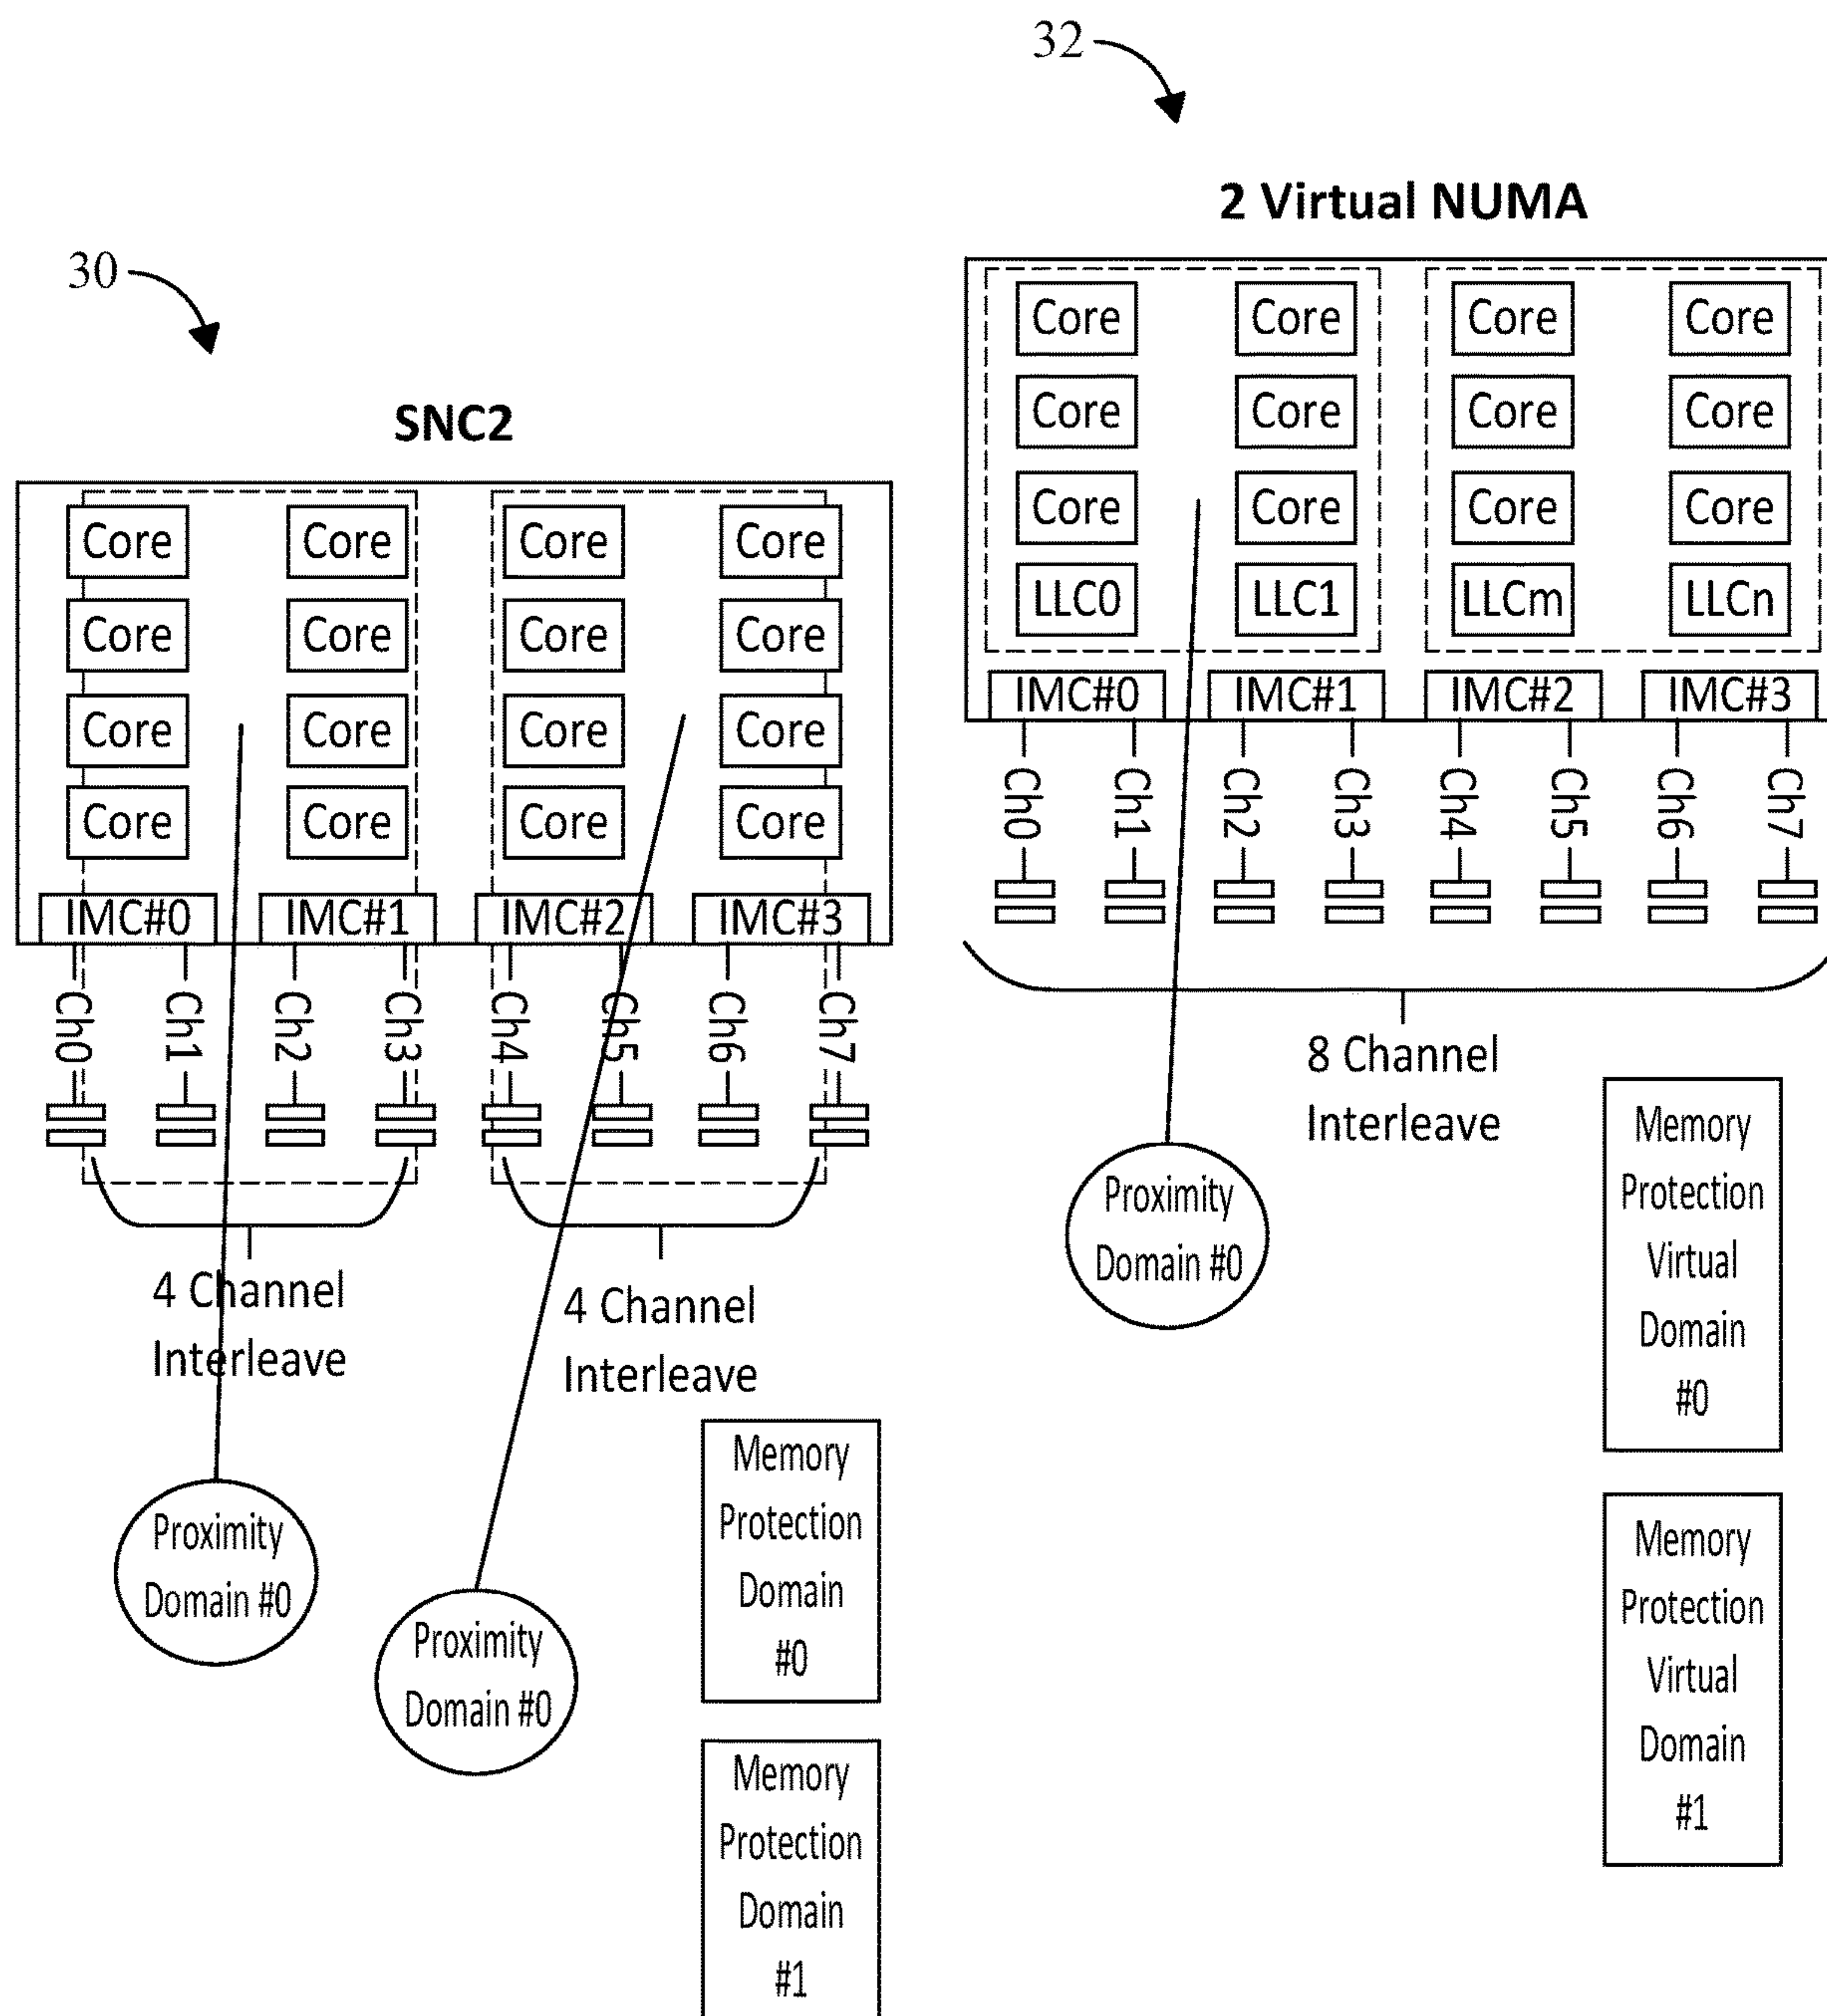 32
2 Virtual NUMA
Core Core Core Core
Core Core Core Core
Core Core Core Core
LLC0 LLC1 LLCm LLCn
IMC#0 IMC#1 IMC#2 IMC#3
Ch0 Ch1 Ch2 Ch3 Ch4 Ch5 Ch6 Ch7
8 Channel
Interleave
Proximity
Domain #0
Memory
Protection
Virtual
Domain
#0
Memory
Protection
Virtual
Domain
#1
30
SNC2
Core Core Core Core
Core Core Core Core
Core Core Core Core
Core Core Core Core
IMC#0 IMC#1 IMC#2 IMC#3
Ch0 Ch1 Ch2 Ch3 Ch4 Ch5 Ch6 Ch7
4 Channel
Interleave
4 Channel
Interleave
Proximity
Domain #0
Proximity
Domain #0
Memory
Protection
Domain
#0
Memory
Protection
Domain
#1